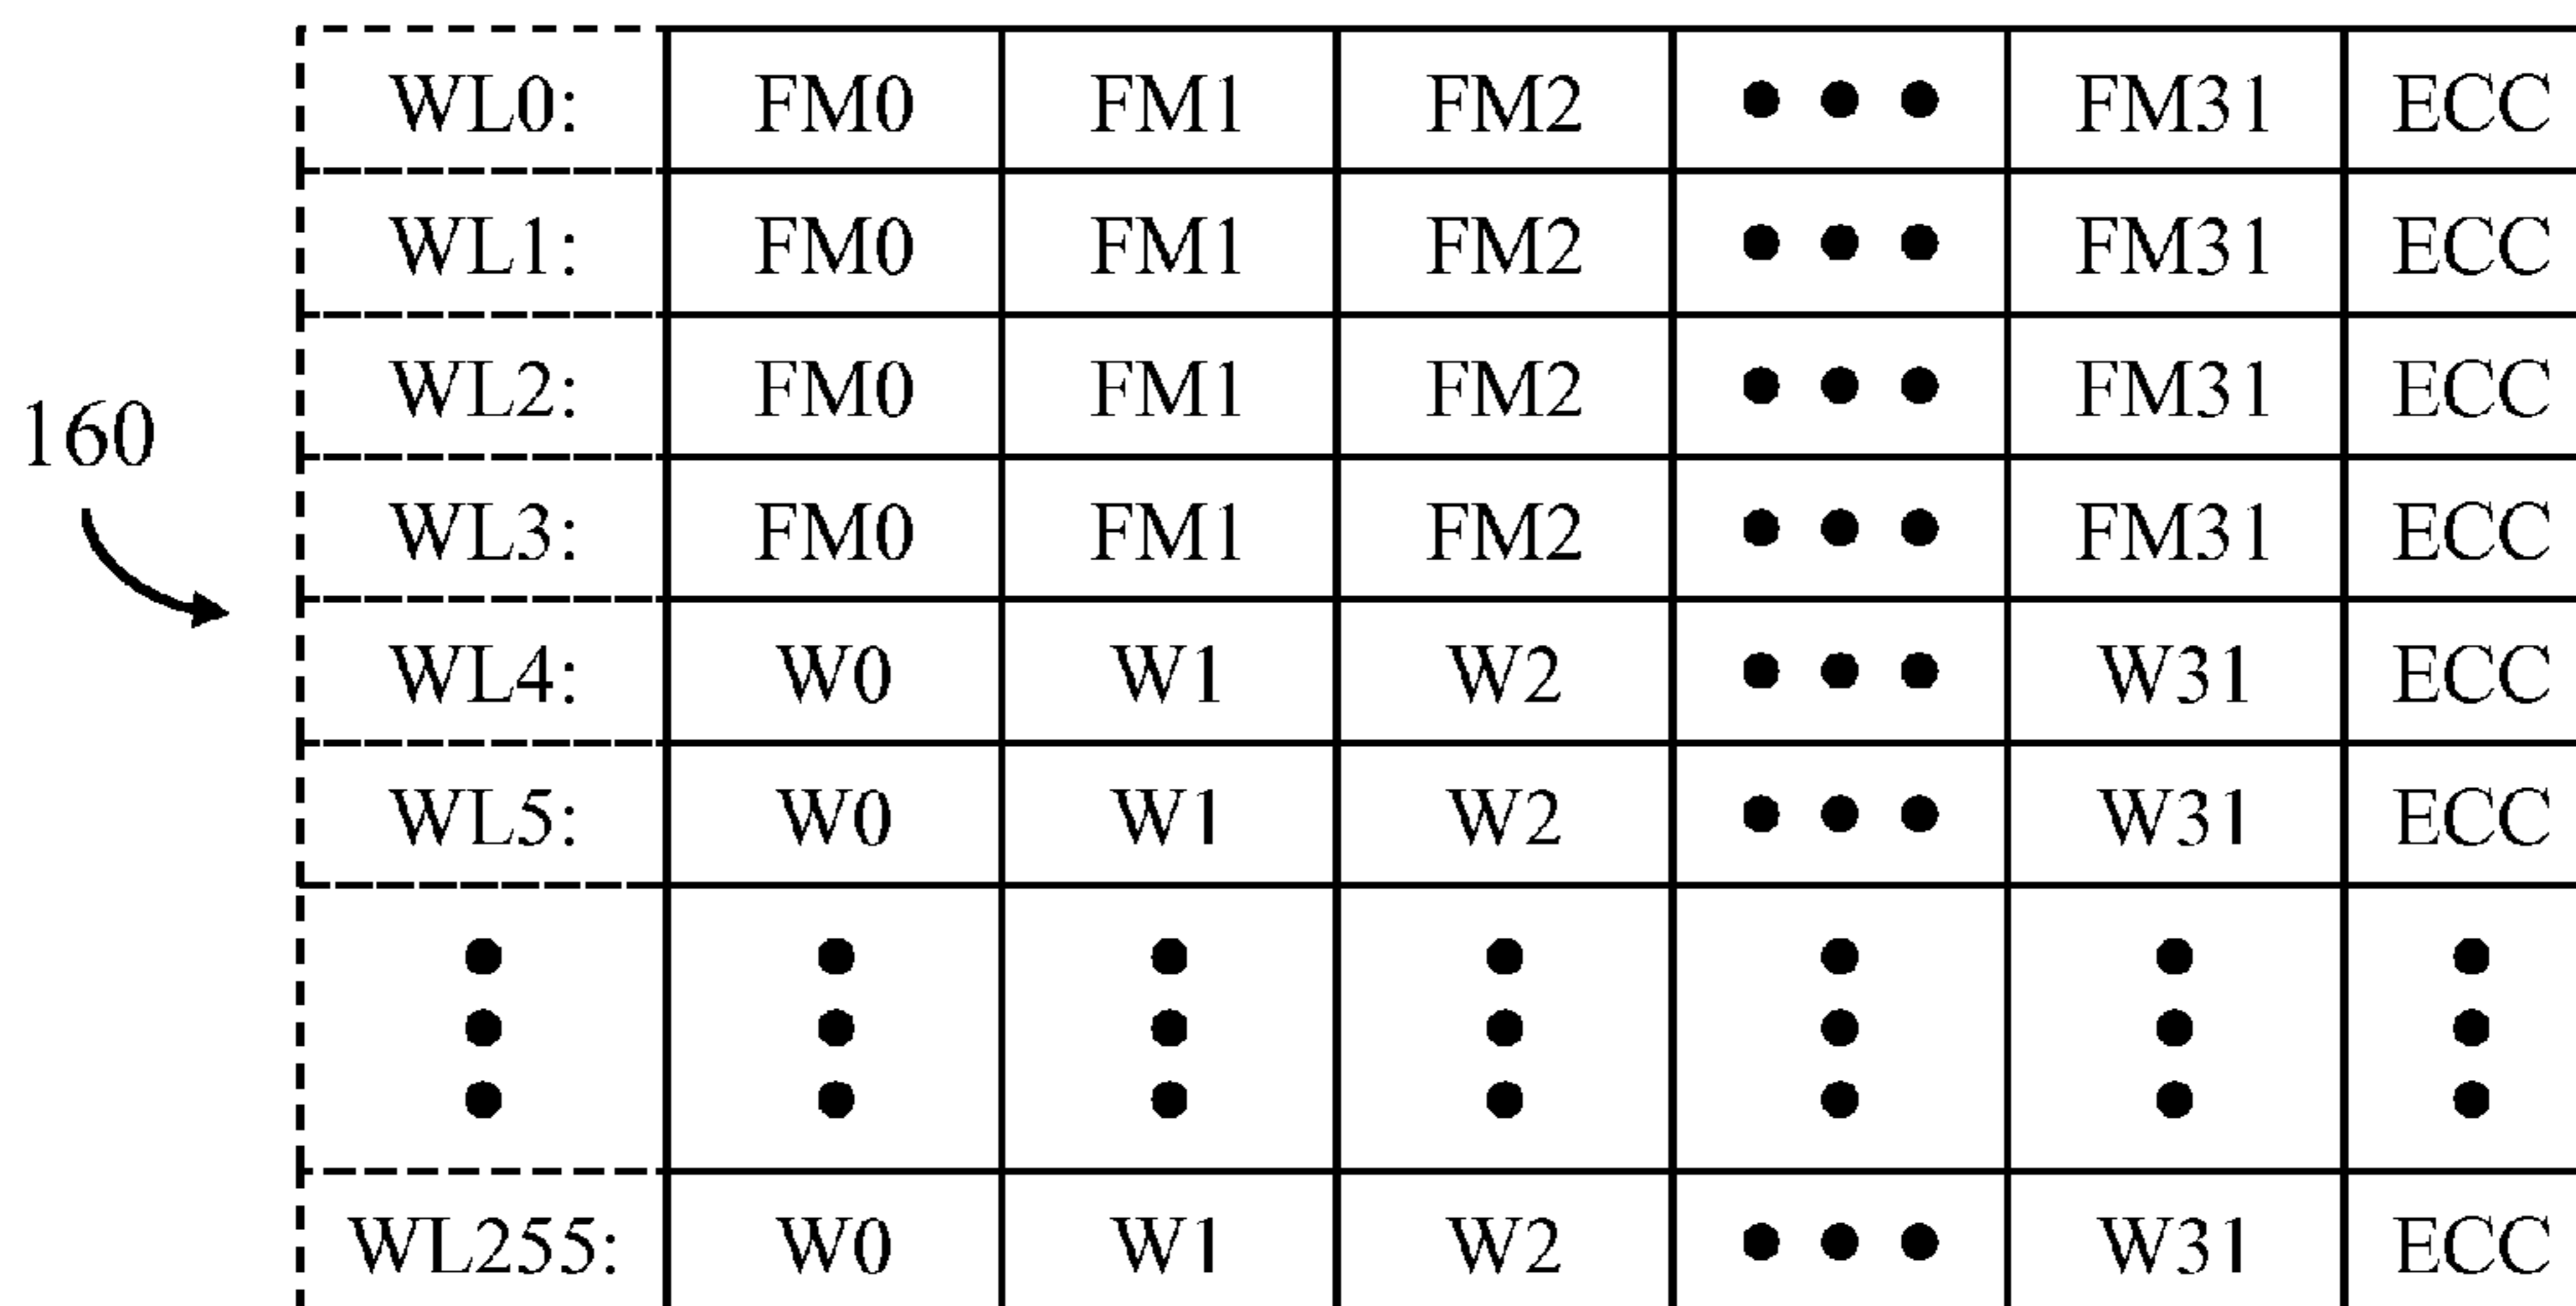 WL0: FM0 FM1 FM2 ● ● ● FM31 ECC
WL1: FM0 FM1 FM2 ● ● ● FM31 ECC
WL2: FM0 FM1 FM2 ● ● ● FM31 ECC
160
WL3: FM0 FM1 FM2 ● ● ● FM31 ECC
WL4: W0 W1 W2 ● ● ● W31 ECC
WL5: W0 W1 W2 ● ● ● W31 ECC
WL255: W0 W1 W2 ● ● ● W31 ECC